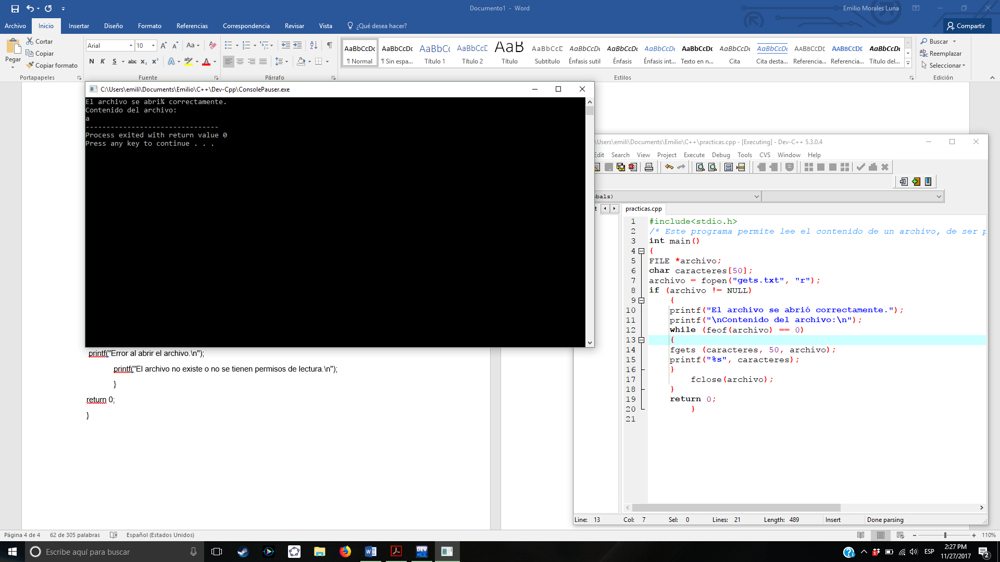 Documento1 - Word
Emilio Morales Luna
Archivo Inicio Insertar Diseño Formato Referencias Correspondencia Revisar Vista ¿Qué desea hacer? Compartir
Pegar
Cortar
Copiar
Copiar formato
Portapapeles
Arial 10
N K S abc x₂ x²
Fuente
Párrafo
AaBbCcDc AaBbCcDc AaBbCc AaBbCcD AaB AaBbCcD AaBbCcDc AaBbCcDc AaBbCcDc AaBbCcDc AaBbCcDc AaBbCcDc AABBCCDE AABBCCDE AaBbCcDc
¶ Normal ¶ Sin espa... Título 1 Título 2 Título Subtítulo Énfasis sutil Énfasis Énfasis int... Texto en n... Cita Cita desta... Referencia... Referencia... Título del...
Estilos
Buscar
Reemplazar
Seleccionar
Edición
C:\Users\emili\Documents\Emilio\C++\Dev-Cpp\ConsolePauser.exe
El archivo se abri¾ correctamente.
Contenido del archivo:
a
--------------------------------
Process exited with return value 0
Press any key to continue . . .
printf("Error al abrir el archivo.\n");
printf("El archivo no existe o no se tienen permisos de lectura.\n");
}
return 0;
}
\Users\emili\Documents\Emilio\C++\practicas.cpp - [Executing] - Dev-C++ 5.3.0.4
Edit Search View Project Execute Debug Tools CVS Window Help
obals)
practicas.cpp
1 #include<stdio.h>
2 /* Este programa permite lee el contenido de un archivo, de ser p
3 int main()
4 {
5 FILE *archivo;
6 char caracteres[50];
7 archivo = fopen("gets.txt", "r");
8 if (archivo != NULL)
9 {
10 printf("El archivo se abrió correctamente.");
11 printf("\nContenido del archivo:\n");
12 while (feof(archivo) == 0)
13 {
14 fgets (caracteres, 50, archivo);
15 printf("%s", caracteres);
16 }
17 fclose(archivo);
18 }
19 return 0;
20 }
21
Line: 13 Col: 7 Sel: 0 Lines: 21 Length: 489 Insert Done parsing
Página 4 de 4 62 de 305 palabras Español (Estados Unidos) 110%
Escribe aquí para buscar
DEV
ESP
2:27 PM
11/27/2017
2